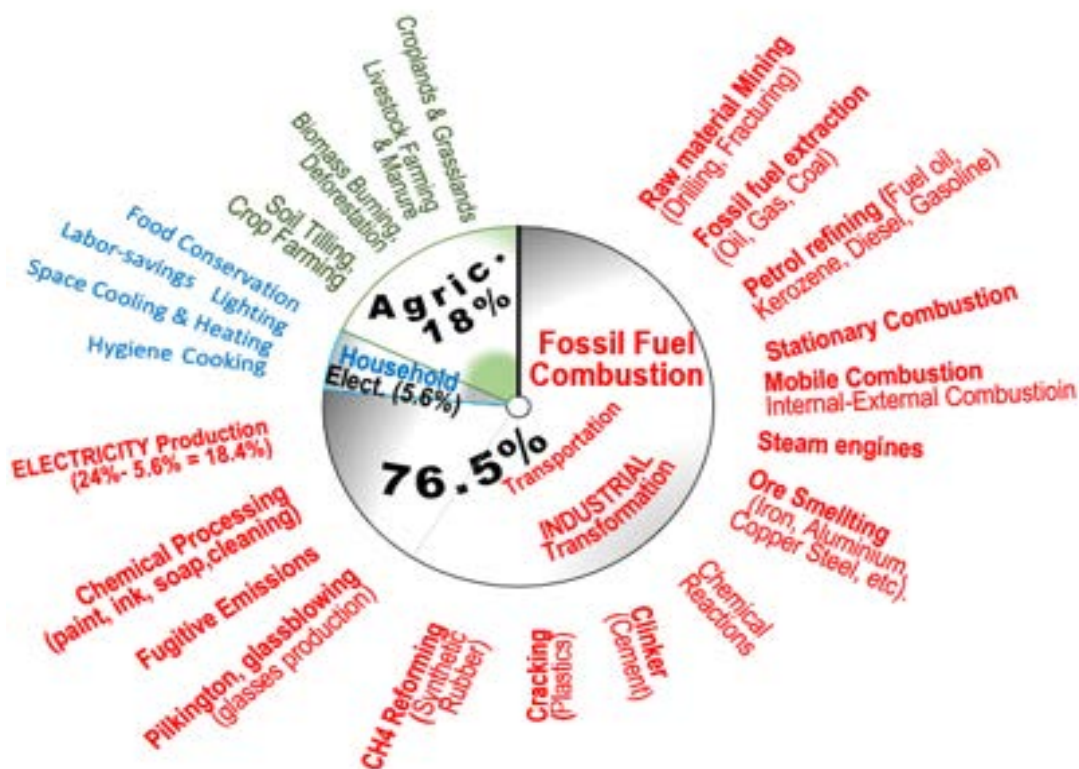 Croplands & Grasslands
Livestock Farming
& Manure
Biomass Burning,
Deforestation
Soil Tilling,
Crop Farming
Food Conservation
Labor-savings Lighting
Space Cooling & Heating
Hygiene Cooking
Agric.
18%
Household
Elect. (5.6%)
76.5%
Fossil Fuel
Combustion
Transportation
INDUSTRIAL
Transformation
Raw material Mining
(Drilling, Fracturing)
Fossil fuel extraction
(Oil, Gas, Coal)
Petrol refining (Fuel oil,
Kerozene, Diesel, Gasoline)
Stationary Combustion
Mobile Combustion
Internal-External Combustioin
Steam engines
Ore Smellting
(Iron, Aluminium,
Copper Steel, etc).
Chemical
Reactions
Clinker
(Cement)
Cracking
(Plastics)
CH4 Reforming
(Synthetic
Rubber)
Pilkington, glassblowing
(glasses production)
Fugitive Emissions
Chemical Processing
(paint, ink, soap,cleaning)
ELECTRICITY Production
(24%- 5.6% = 18.4%)